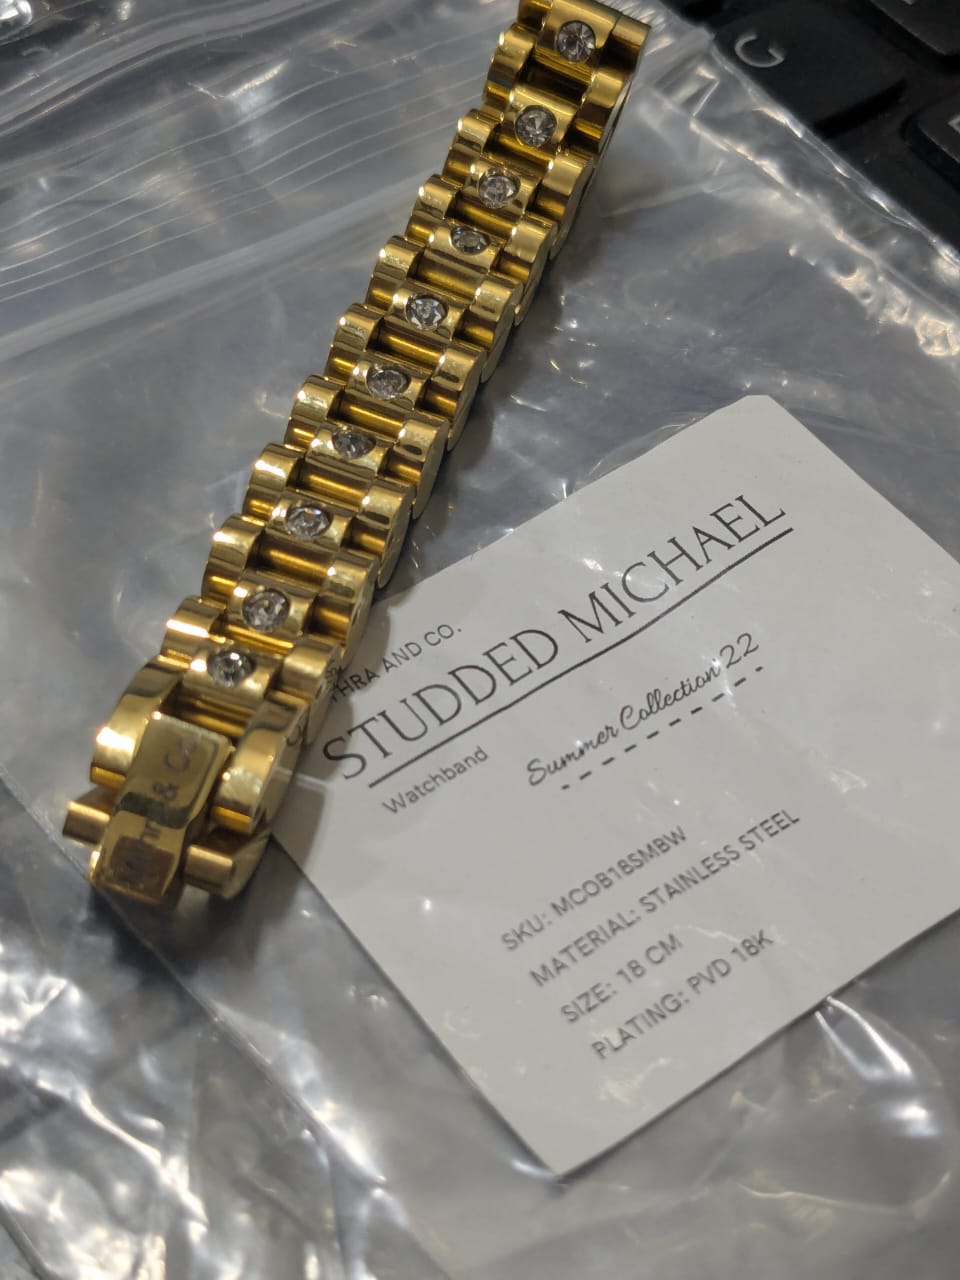 THRA AND CO.
STUDDED MICHAEL
Watchband
Summer Collection 22
SKU: MCOB18SMBW
MATERIAL: STAINLESS STEEL
SIZE: 18 CM
PLATING: PVD 18K
& Co
G